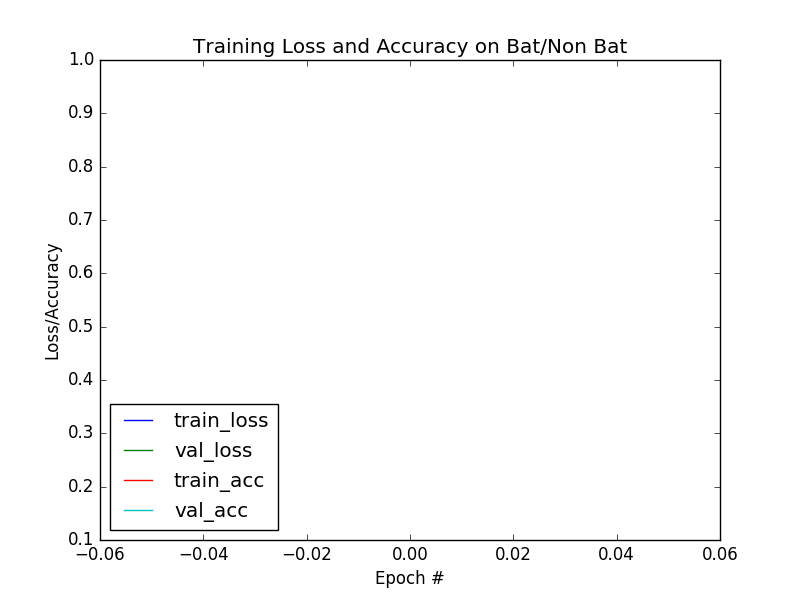 Training Loss and Accuracy on Bat/Non Bat
1.0
0.9
0.8
0.7
0.6
0.5
0.4
0.3
0.2
0.1
Loss/Accuracy
train_loss
val_loss
train_acc
val_acc
−0.06 −0.04 −0.02 0.00 0.02 0.04 0.06
Epoch #